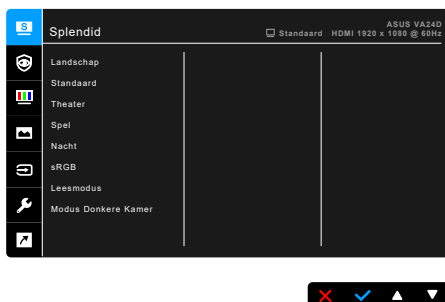 S
Splendid
ASUS VA24D
Standaard HDMI 1920 x 1080 @ 60Hz
Landschap
Standaard
Theater
Spel
Nacht
sRGB
Leesmodus
Modus Donkere Kamer